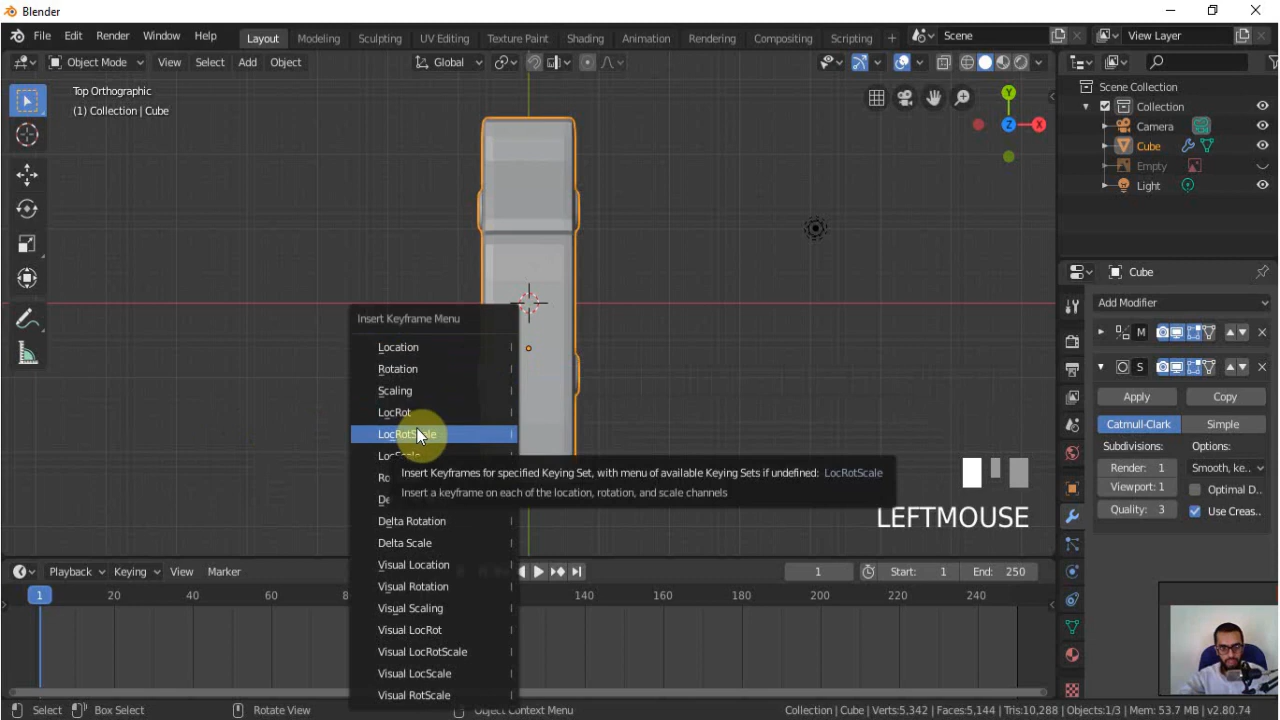 Blender
File Edit Render Window Help
Layout Modeling Sculpting UV Editing Texture Paint Shading Animation Rendering Compositing Scripting
Scene View Layer
Object Mode View Select Add Object Global
Top Orthographic
(1) Collection | Cube
Y
Z
X
Scene Collection
Collection
Camera
Cube
Empty
Light
Cube
Add Modifier
M
S
Apply Copy
Catmull-Clark Simple
Subdivisions: Options:
Render: 1 Smooth, ke..
Viewport: 1 Optimal D..
Quality: 3 Use Creas..
Insert Keyframe Menu
Location I
Rotation I
Scaling I
LocRot I
LocRotScale I
LocScale
Ro
De
Delta Rotation I
Delta Scale I
Visual Location I
Visual Rotation I
Visual Scaling I
Visual LocRot I
Visual LocRotScale I
Visual LocScale I
Visual RotScale I
Insert Keyframes for specified Keying Set, with menu of available Keying Sets if undefined: LocRotScale
Insert a keyframe on each of the location, rotation, and scale channels
LEFTMOUSE
Playback Keying View Marker
1 Start: 1 End: 250
1 20 40 60 8 140 160 180 200 220 240
Select Box Select Rotate View Object Context Menu
Collection | Cube | Verts:5,342 | Faces:5,144 | Tris:10,288 | Objects:1/3 | Mem: 53.7 MB | v2.80.74